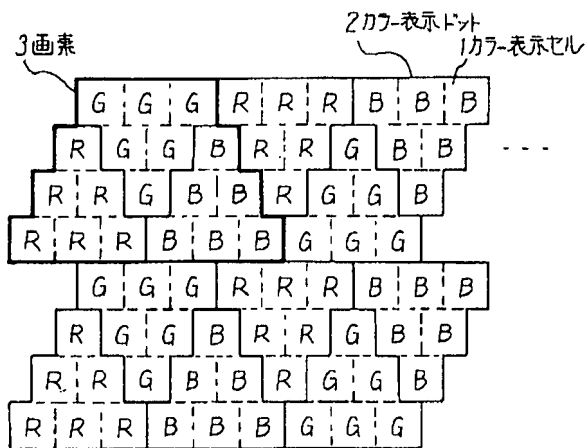 2カラー表示ドット
3画素
1カラー表示セル
G G G R R R B B B
R G G B R R G B B - - -
R R G B B R G G B
R R R B B B G G G
G G G R R R B B B
R G G B R R G B B
R R G B B R G G B
R R R B B B G G G